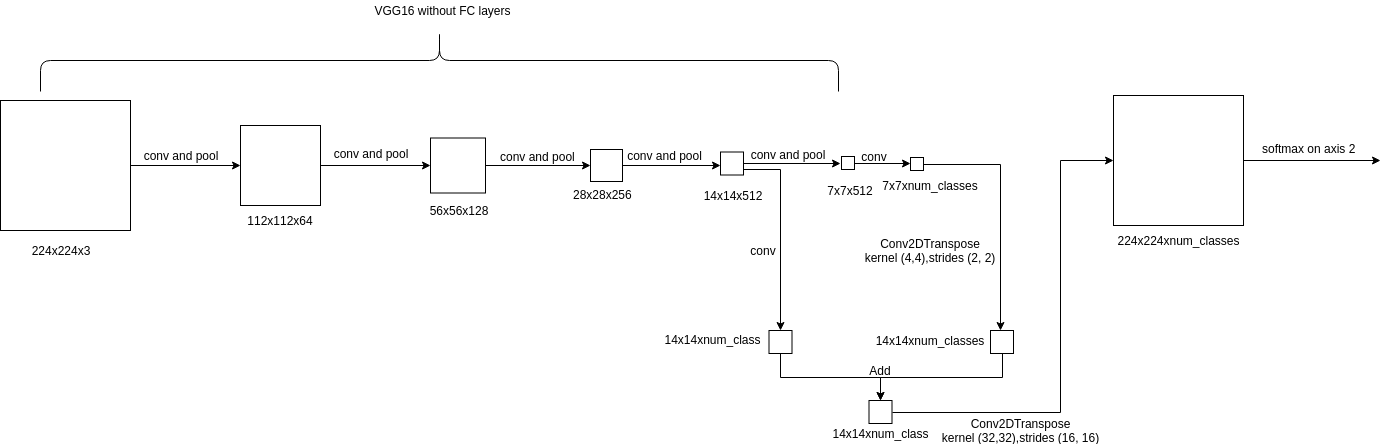 VGG16 without FC layers
conv and pool
conv and pool
conv and pool
conv and pool
conv and pool
conv
softmax on axis 2
224x224x3
112x112x64
56x56x128
28x28x256
14x14x512
7x7x512
7x7xnum_classes
224x224xnum_classes
conv
Conv2DTranspose
kernel (4,4),strides (2, 2)
14x14xnum_class
14x14xnum_classes
Add
14x14xnum_class
Conv2DTranspose
kernel (32,32),strides (16, 16)